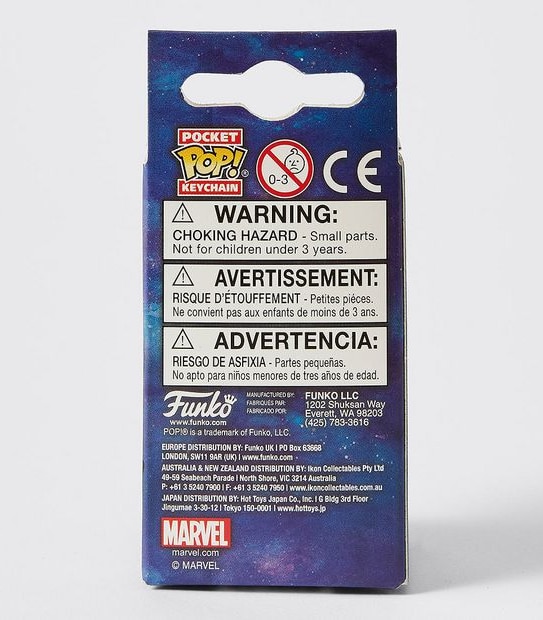 POCKET
POP!®
KEYCHAIN
0-3
CE
WARNING:
CHOKING HAZARD - Small parts.
Not for children under 3 years.
AVERTISSEMENT:
RISQUE D'ÉTOUFFEMENT - Petites piéces.
Ne convient pas aux enfants de moins de 3 ans.
ADVERTENCIA:
RIESGO DE ASFIXIA - Partes pequeñas.
No apto para niños menores de tres años de edad.
Funko
www.funko.com
MANUFACTURED BY:
FABRIQUÉS PAR:
FABRICADO POR:
FUNKO LLC
1202 Shuksan Way
Everett, WA 98203
(425) 783-3616
POP!® is a trademark of Funko, LLC.
EUROPE DISTRIBUTION BY: Funko UK I PO Box 63668
LONDON, SW11 9AR (UK) I www.funko.com
AUSTRALIA & NEW ZEALAND DISTRIBUTION BY: Ikon Collectables Pty Ltd
49-59 Seabeach Parade I North Shore, VIC 3214 Australia
P: +61 3 5240 7900 I F: +61 3 5240 7950 I www.ikoncollectables.com.au
JAPAN DISTRIBUTION BY: Hot Toys Japan Co., Inc. I G Bldg 3rd Floor
Jingumae 3-30-12 I Tokyo 150-0001 I www.hottoys.jp
MARVEL
marvel.com
© MARVEL